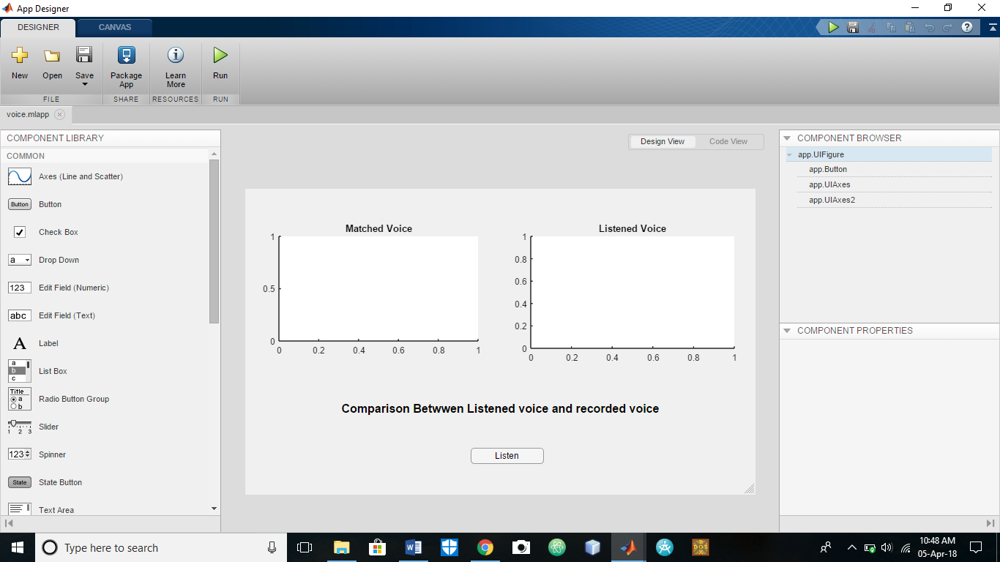 App Designer
DESIGNER
CANVAS
?
New
Open
Save
Package
App
Learn
More
Run
FILE
SHARE
RESOURCES
RUN
voice.mlapp
COMPONENT LIBRARY
COMMON
Axes (Line and Scatter)
Button
Button
Check Box
a
Drop Down
123
Edit Field (Numeric)
abc
Edit Field (Text)
A
Label
a
b
c
List Box
Title
a
b
Radio Button Group
1 2 3
Slider
123
Spinner
State
State Button
Text Area
Design View
Code View
Matched Voice
1
0.5
0
0 0.2 0.4 0.6 0.8 1
Listened Voice
1
0.8
0.6
0.4
0.2
0
0 0.2 0.4 0.6 0.8 1
Comparison Betwwen Listened voice and recorded voice
Listen
COMPONENT BROWSER
app.UIFigure
app.Button
app.UIAxes
app.UIAxes2
COMPONENT PROPERTIES
Type here to search
W
DOS
10:48 AM
05-Apr-18